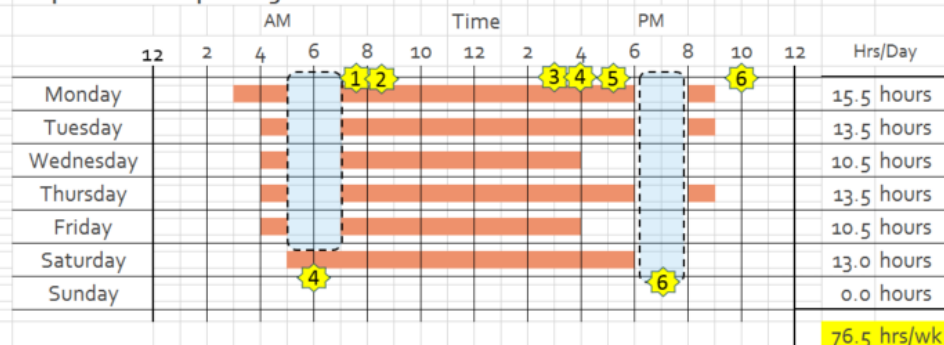 AM Time PM
12 2 4 6 8 10 12 2 4 6 8 10 12 Hrs/Day
1 2 3 4 5 6
Monday 15.5 hours
Tuesday 13.5 hours
Wednesday 10.5 hours
Thursday 13.5 hours
Friday 10.5 hours
Saturday 13.0 hours
4 6
Sunday 0.0 hours
76.5 hrs/wk